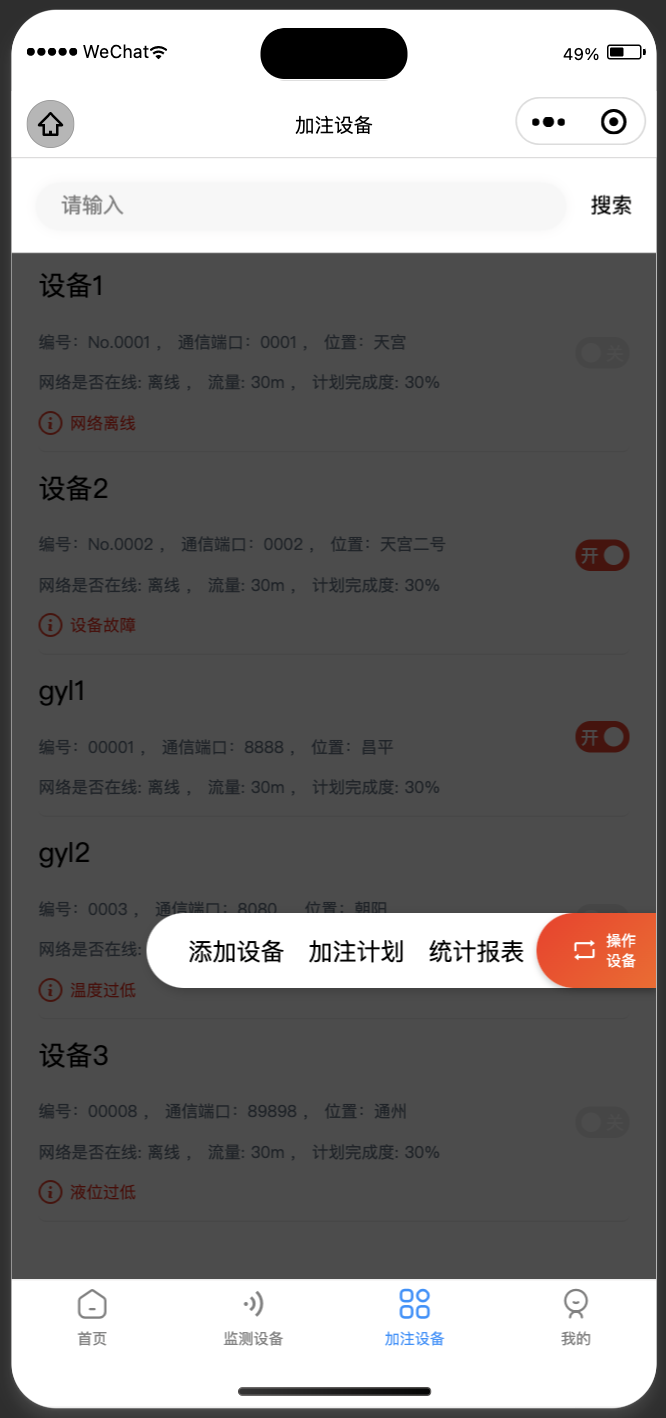 WeChat
49%
加注设备
请输入
搜索
设备1
编号：No.0001 ， 通信端口：0001 ， 位置：天宫
关
网络是否在线: 离线 ， 流量: 30m ， 计划完成度: 30%
网络离线
设备2
编号：No.0002 ， 通信端口：0002 ， 位置：天宫二号
开
网络是否在线: 离线 ， 流量: 30m ， 计划完成度: 30%
设备故障
gyl1
编号：00001 ， 通信端口：8888 ， 位置：昌平
开
网络是否在线: 离线 ， 流量: 30m ， 计划完成度: 30%
gyl2
编号：0003 ， 通信端口：8080 位置：朝阳
网络是否在线:
添加设备 加注计划 统计报表
操作
设备
温度过低
设备3
编号：00008 ， 通信端口：89898 ， 位置：通州
关
网络是否在线: 离线 ， 流量: 30m ， 计划完成度: 30%
液位过低
首页
监测设备
加注设备
我的